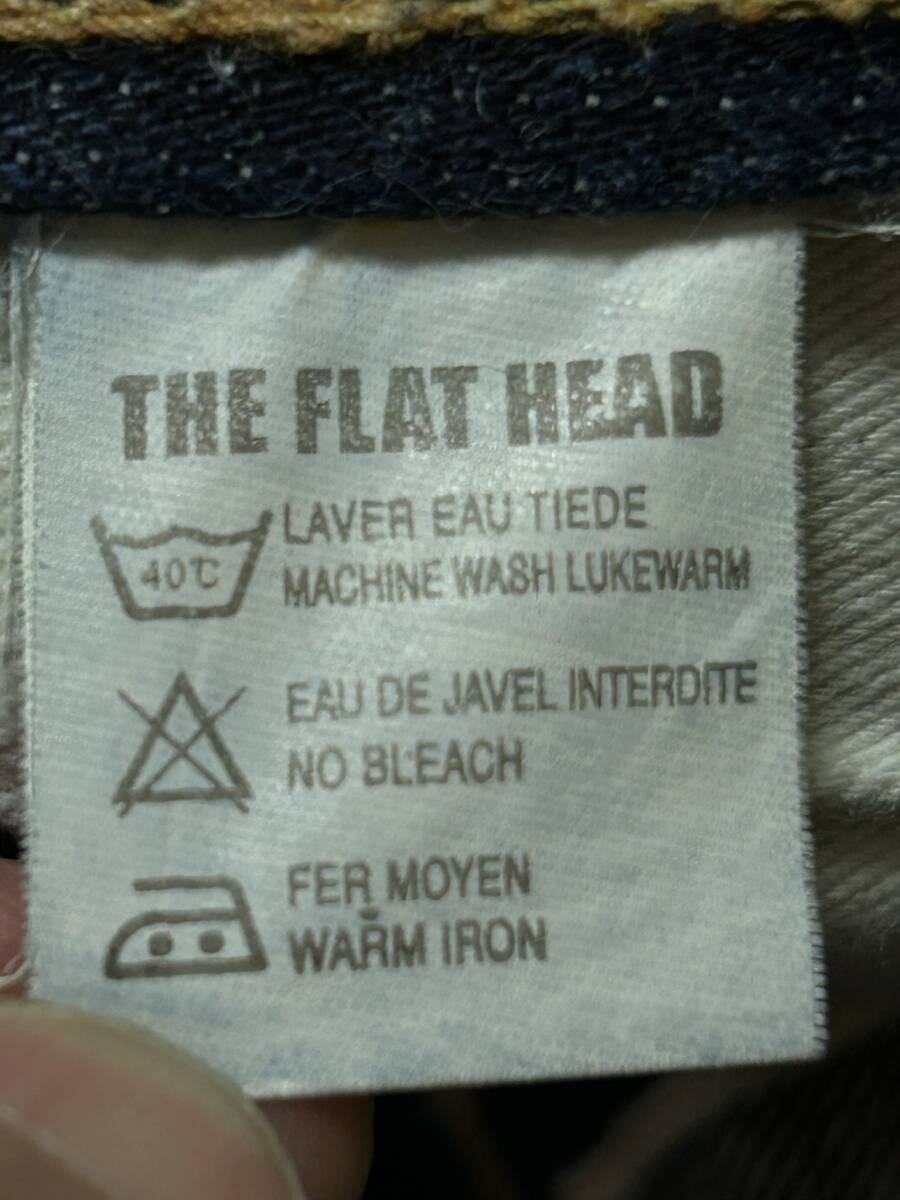 THE FLAT HEAD
LAVER EAU TIEDE
40℃
MACHINE WASH LUKEWARM
EAU DE JAVEL INTERDITE
NO BLEACH
FER MOYEN
WARM IRON